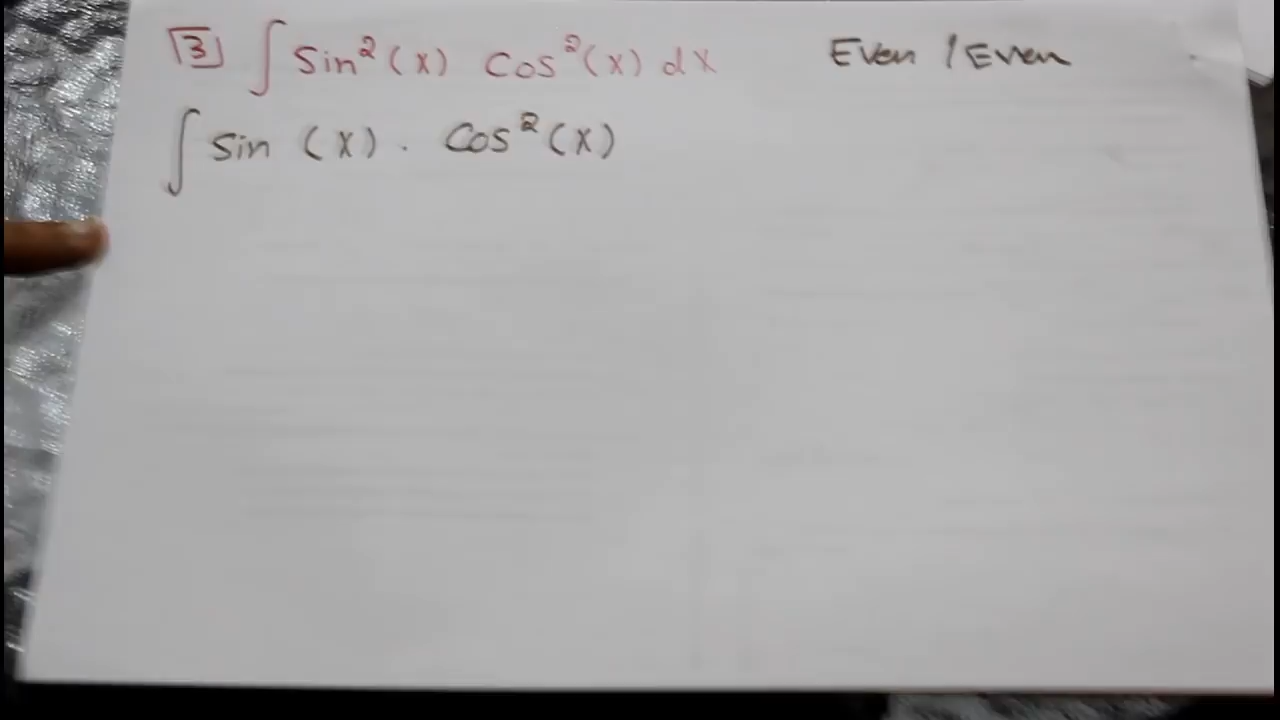 3 ∫ Sin²(x) Cos²(x) dx Even / Even
∫ Sin (x) . Cos²(x)